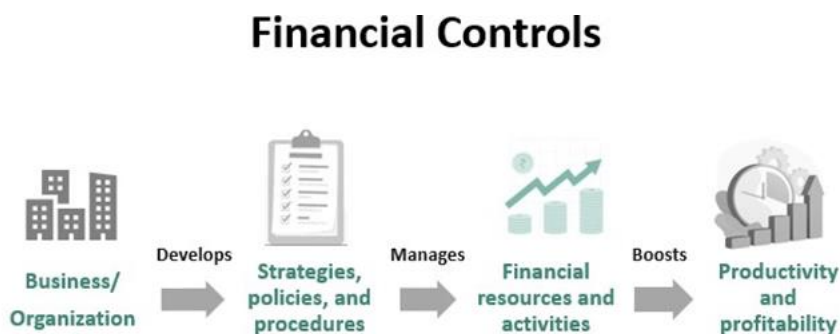 Financial Controls
Develops
Manages
Boosts
Business/
Organization
Strategies,
policies, and
procedures
Financial
resources and
activities
Productivity
and
profitability
₹